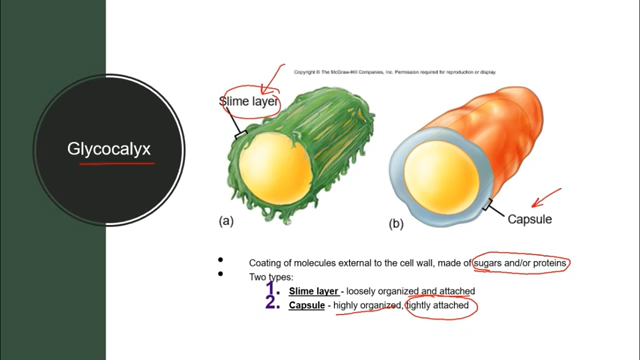 Copyright © The McGraw-Hill Companies, Inc. Permission required for reproduction or display.
Slime layer
Glycocalyx
(a)
(b)
Capsule
• Coating of molecules external to the cell wall, made of sugars and/or proteins
• Two types:
1. Slime layer - loosely organized and attached
2. Capsule - highly organized, tightly attached